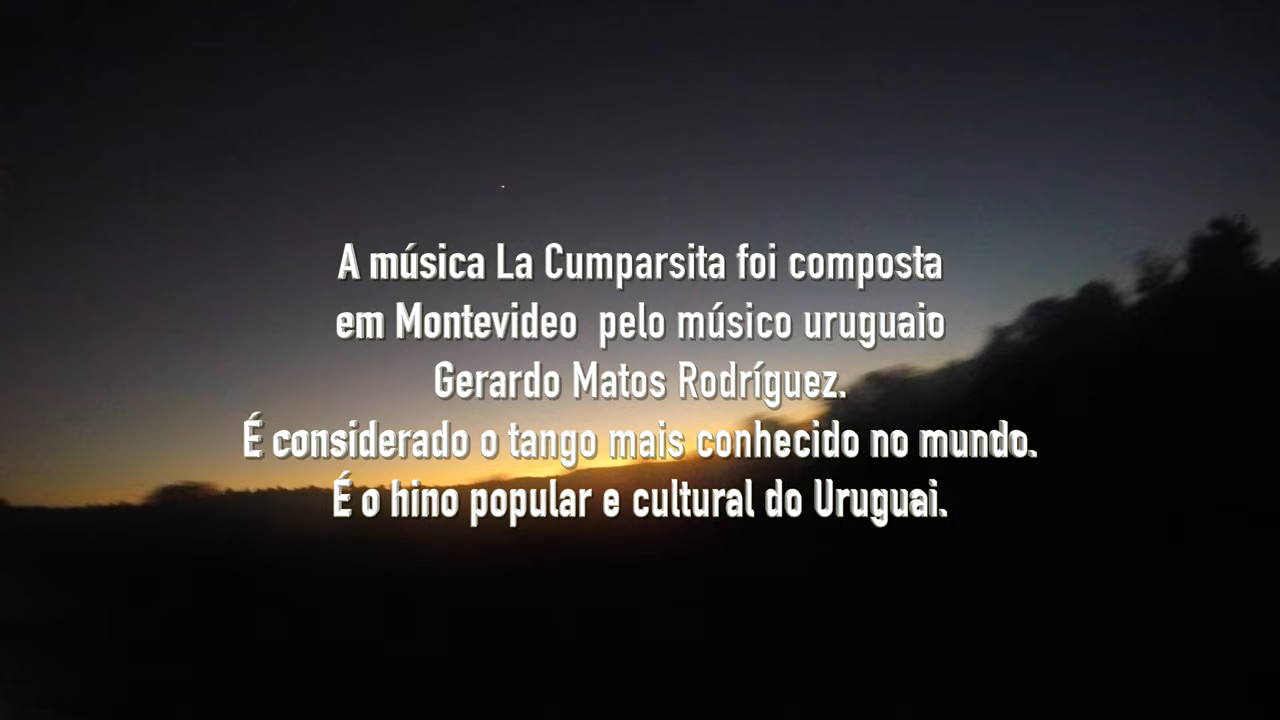 A música La Cumparsita foi composta
em Montevideo pelo músico uruguaio
Gerardo Matos Rodríguez.
É considerado o tango mais conhecido no mundo.
É o hino popular e cultural do Uruguai.